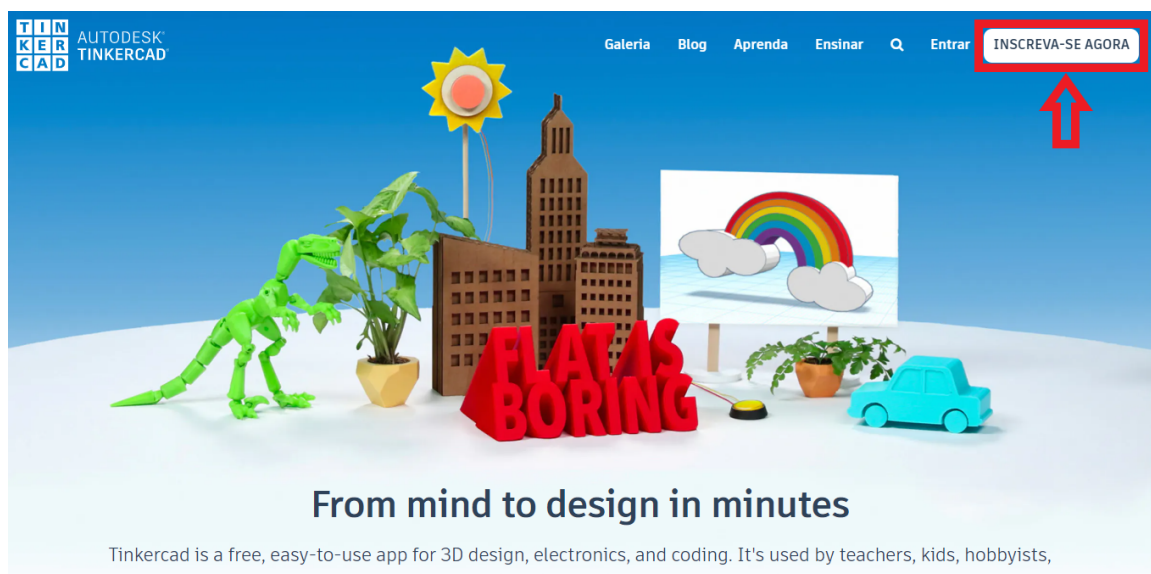 TIN
KER
CAD
AUTODESK®
TINKERCAD®
Galeria Blog Aprenda Ensinar Entrar INSCREVA-SE AGORA
FLAT IS
BORING
From mind to design in minutes
Tinkercad is a free, easy-to-use app for 3D design, electronics, and coding. It's used by teachers, kids, hobbyists,